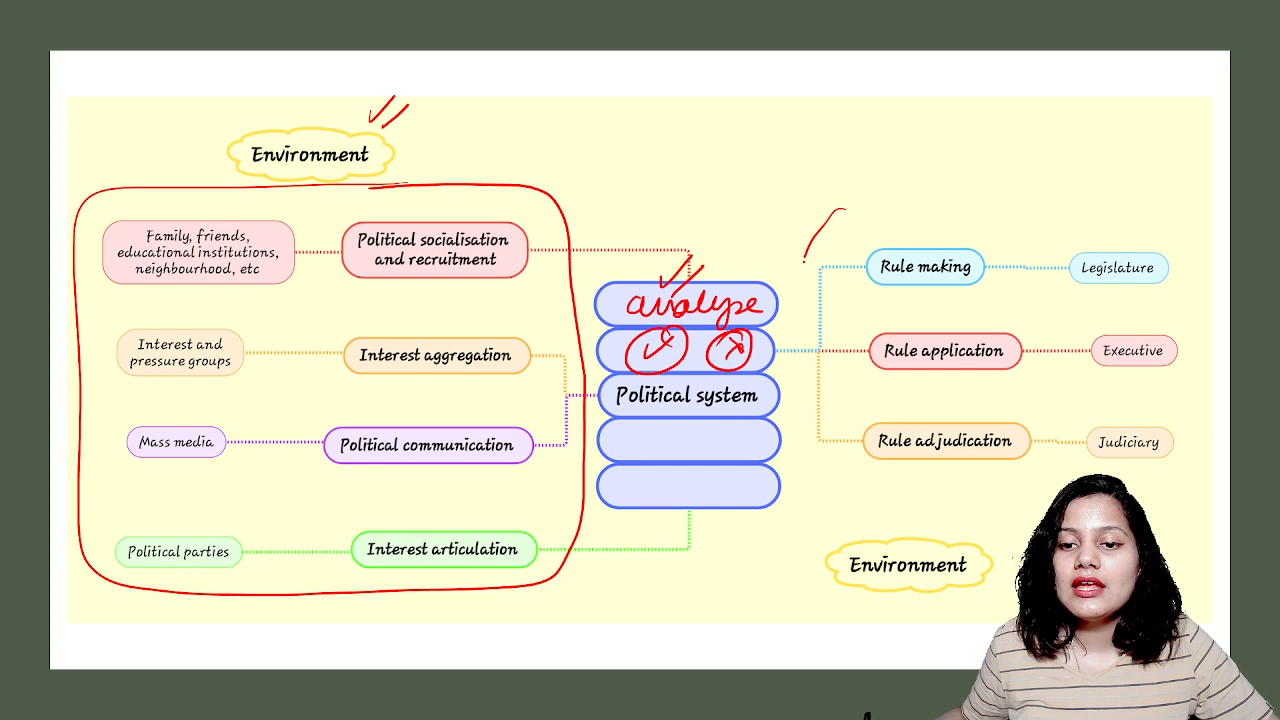 Environment
Family, friends,
educational institutions,
neighbourhood, etc
Political socialisation
and recruitment
Interest and
pressure groups
Interest aggregation
Mass media
Political communication
Political parties
Interest articulation
analyse
Political system
Rule making
Legislature
Rule application
Executive
Rule adjudication
Judiciary
Environment